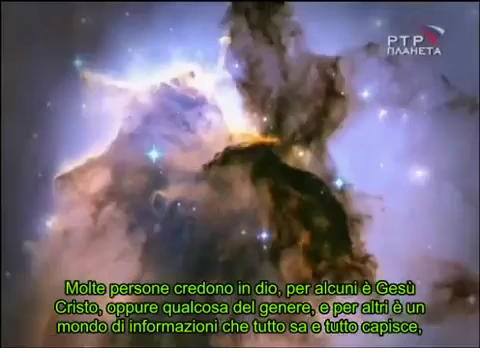 РТР
ПЛАНЕТА
Molte persone credono in dio, per alcuni è Gesù
Cristo, oppure qualcosa del genere, e per altri è un
mondo di informazioni che tutto sa e tutto capisce,